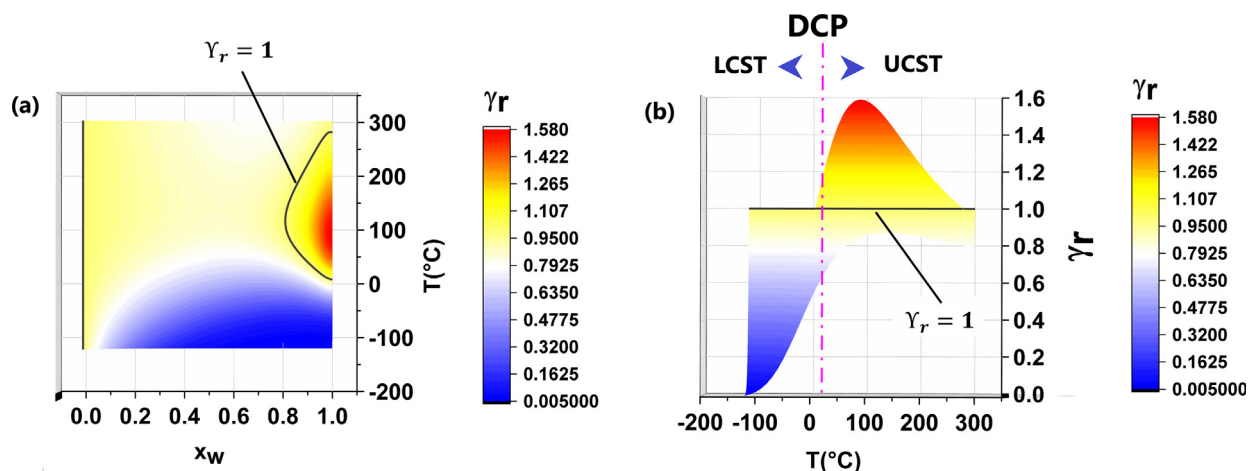 (a)
ϒr = 1
300
200
100
0
-100
-200
T(°C)
0.0 0.2 0.4 0.6 0.8 1.0
xw
γr
1.580
1.422
1.265
1.107
0.9500
0.7925
0.6350
0.4775
0.3200
0.1625
0.005000
(b)
DCP
LCST UCST
1.6
1.4
1.2
1.0
0.8
0.6
0.4
0.2
0.0
γr
ϒr = 1
-200 -100 0 100 200 300
T(°C)
γr
1.580
1.422
1.265
1.107
0.9500
0.7925
0.6350
0.4775
0.3200
0.1625
0.005000